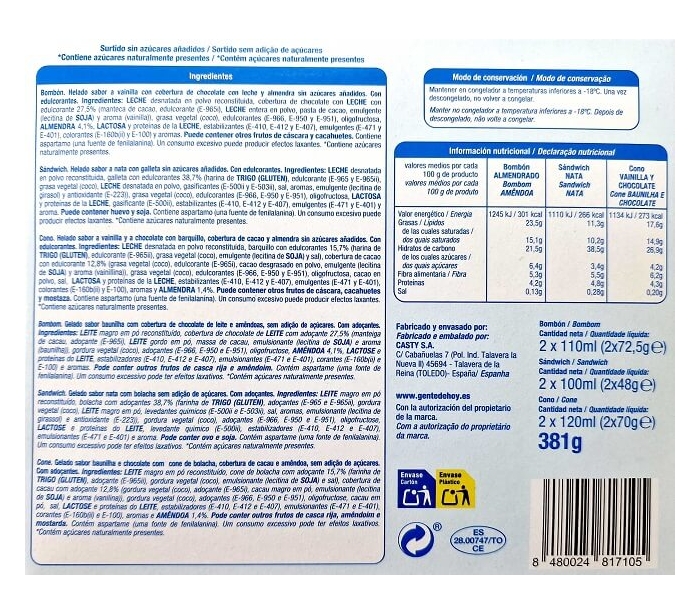 Surtido sin azúcares añadidos / Sortido sem adição de açúcares
*Contiene azúcares naturalmente presentes / *Contém açúcares naturalmente presentes
Ingredientes
Bombón. Helado sabor a vainilla con cobertura de chocolate con leche y almendra sin azúcares añadidos. Con
edulcorantes. Ingredientes: LECHE desnatada en polvo reconstituida, cobertura de chocolate con LECHE con
edulcorante 27,5% (manteca de cacao, edulcorante (E-965i), LECHE entera en polvo, pasta de cacao, emulgente
(lecitina de SOJA) y aroma (vainillina)), grasa vegetal (coco), edulcorantes (E-966, E-950 y E-951), oligofructosa,
ALMENDRA 4,1%, LACTOSA y proteínas de la LECHE, estabilizantes (E-410, E-412 y E-407), emulgentes (E-471 y
E-401), colorantes (E-160b(ii) y E-100) y aromas. Puede contener otros frutos de cáscara y cacahuetes. Contiene
aspartamo (una fuente de fenilalanina). Un consumo excesivo puede producir efectos laxantes. *Contiene azúcares
naturalmente presentes.
Sándwich. Helado sabor a nata con galleta sin azúcares añadidos. Con edulcorantes. Ingredientes: LECHE desnatada
en polvo reconstituida, galleta con edulcorantes 38,7% (harina de TRIGO (GLUTEN), edulcorantes (E-965 y E-965i),
grasa vegetal (coco), LECHE desnatada en polvo, gasificantes (E-500ii y E-503ii), sal, aromas, emulgente (lecitina de
girasol) y antioxidante (E-223)), grasa vegetal (coco), edulcorantes (E-966, E-950 y E-951), oligofructosa, LACTOSA
y proteínas de la LECHE, gasificante (E-500ii), estabilizantes (E-410, E-412 y E-407), emulgentes (E-471 y E-401) y
aroma. Puede contener huevo y soja. Contiene aspartamo (una fuente de fenilalanina). Un consumo excesivo puede
producir efectos laxantes. *Contiene azúcares naturalmente presentes.
Cono. Helado sabor a vainilla y a chocolate con barquillo, cobertura de cacao y almendra sin azúcares añadidos. Con
edulcorantes. Ingredientes: LECHE desnatada en polvo reconstituida, barquillo con edulcorantes 15,7% (harina de
TRIGO (GLUTEN), edulcorante (E-965ii), grasa vegetal (coco), emulgente (lecitina de SOJA) y sal), cobertura de cacao
con edulcorante 12,8% (grasa vegetal (coco), edulcorante (E-965i), cacao desgrasado en polvo, emulgente (lecitina
de SOJA) y aroma (vainillina)), grasa vegetal (coco), edulcorantes (E-966, E-950 y E-951), oligofructosa, cacao en
polvo, sal, LACTOSA y proteínas de la LECHE, estabilizantes (E-410, E-412 y E-407), emulgentes (E-471 y E-401),
colorantes (E-160b(ii) y E-100), aromas y ALMENDRA 1,4%. Puede contener otros frutos de cáscara, cacahuetes
y mostaza. Contiene aspartamo (una fuente de fenilalanina). Un consumo excesivo puede producir efectos laxantes.
*Contiene azúcares naturalmente presentes.
Bombom. Gelado sabor baunilha com cobertura de chocolate de leite e amêndoas, sem adição de açúcares. Com adoçantes.
Ingredientes: LEITE magro em pó reconstituído, cobertura de chocolate de LEITE com adoçante 27,5% (manteiga
de cacau, adoçante (E-965i), LEITE gordo em pó, massa de cacau, emulsionante (lecitina de SOJA) e aroma
(baunilha)), gordura vegetal (coco), adoçantes (E-966, E-950 e E-951), oligofructose, AMÊNDOA 4,1%, LACTOSE e
proteínas de LEITE, estabilizadores (E-410, E-412 e E-407), emulsionantes (E-471 e E-401), corantes (E-160b(ii) e
E-100) e aromas. Pode conter outros frutos de casca rija e amendoim. Contém aspartame (contém uma fonte de
fenilalanina). Um consumo excessivo pode ter efeitos laxativos. *Contém açúcares naturalmente presentes.
Sandwich. Gelado sabor a nata com bolacha sem adição de açúcares. Com adoçantes. Ingredientes: LEITE magro em pó
reconstituído, bolacha com adoçantes 38,7% (farinha de TRIGO (GLUTEN), adoçantes (E-965 e E-965i), gordura
vegetal (coco), LEITE magro em pó, levedantes químicos (E-500ii e E-503ii), sal, aromas, emulsionante (lecitina de
girassol) e antioxidante (E-223)), gordura vegetal (coco), adoçantes (E-966, E-950 e E-951), oligofructose,
LACTOSE e proteínas do LEITE, levedante químico (E-500ii), estabilizadores (E-410, E-412 e E-407),
emulsionantes (E-471 e E-401) e aroma. Pode conter ovo e soja. Contém aspartame (uma fonte de fenilalanina).
Um consumo excessivo pode ter efeitos laxativos. *Contém açúcares naturalmente presentes.
Cone. Gelado sabor baunilha e chocolate com cone de bolacha, cobertura de cacau e amêndoa, sem adição de açúcares.
Com adoçantes. Ingredientes: LEITE magro em pó reconstituído, cone de bolacha com adoçantes 15,7% (farinha de
TRIGO (GLUTEN), adoçante (E-965ii), gordura vegetal (coco), emulsionante (lecitina de SOJA) e sal), cobertura de
cacau com adoçante 12,8% (gordura vegetal (coco), adoçante (E-965i), cacau magro em pó, emulsionante (lecitina
de SOJA) e aroma (vanilina)), gordura vegetal (coco), adoçantes (E-966, E-950 e E-951), oligofructose, cacau em
pó, sal, LACTOSE e proteínas do LEITE, estabilizadores (E-410, E-412 e E-407), emulsionantes (E-471 e E-401),
corantes (E-160b(ii) e E-100), aromas e AMÊNDOA 1,4%. Pode conter outros frutos de casca rija, amendoim e
mostarda. Contém aspartame (uma fonte de fenilalanina). Um consumo excessivo pode ter efeitos laxativos.
*Contém açúcares naturalmente presentes.
Modo de conservación / Modo de conservação
Mantener en congelador a temperaturas inferiores a -18ºC. Una vez
descongelado, no volver a congelar.
Manter no congelador a temperatura inferiores a -18ºC. Depois de
descongelado, não volte a congelar.
Información nutricional / Declaração nutricional
valores medios por cada 100 g de producto valores médios por cada 100 g de produto | Bombón ALMENDRADO Bombom AMÊNDOA | Sándwich NATA Sandwich NATA | Cono VAINILLA Y CHOCOLATE Cone BAUNILHA E CHOCOLATE
Valor energético / Energia 1245 kJ / 301 kcal 1110 kJ / 266 kcal 1134 kJ / 273 kcal
Grasas / Lípidos 23,5g 11,3g 17,6g
de las cuales saturadas /
dos quais saturados 15,1g 10,2g 14,9g
Hidratos de carbono 21,5g 38,5g 26,9g
de los cuales azúcares /
dos quais açúcares 6,4g 3,4g 4,2g
Fibra alimentaria / Fibra 5,3g 5,5g 6,2g
Proteínas 4,2g 4,8g 4,3g
Sal 0,13g 0,28g 0,20g
Fabricado y envasado por:
Fabricado e embalado por:
CASTY S.A.
C/ Cabañuelas 7 (Pol. Ind. Talavera la
Nueva II) 45694 - Talavera de la
Reina (TOLEDO)- España/ Espanha
www.gentedehoy.es
Con la autorización del propietario
de la marca.
Com a autorização do proprietário
da marca.
Bombón / Bombom
Cantidad neta / Quantidade líquida:
2 x 110ml (2x72,5g℮)
Sándwich / Sandwich
Cantidad neta / Quantidade líquida:
2 x 100ml (2x48g℮)
Cono / Cone
Cantidad neta / Quantidade líquida:
2 x 120ml (2x70g℮)
381g
Envase
Cartón
Envase
Plástico
®
ES
28.00747/TO
CE
8 480024 817105